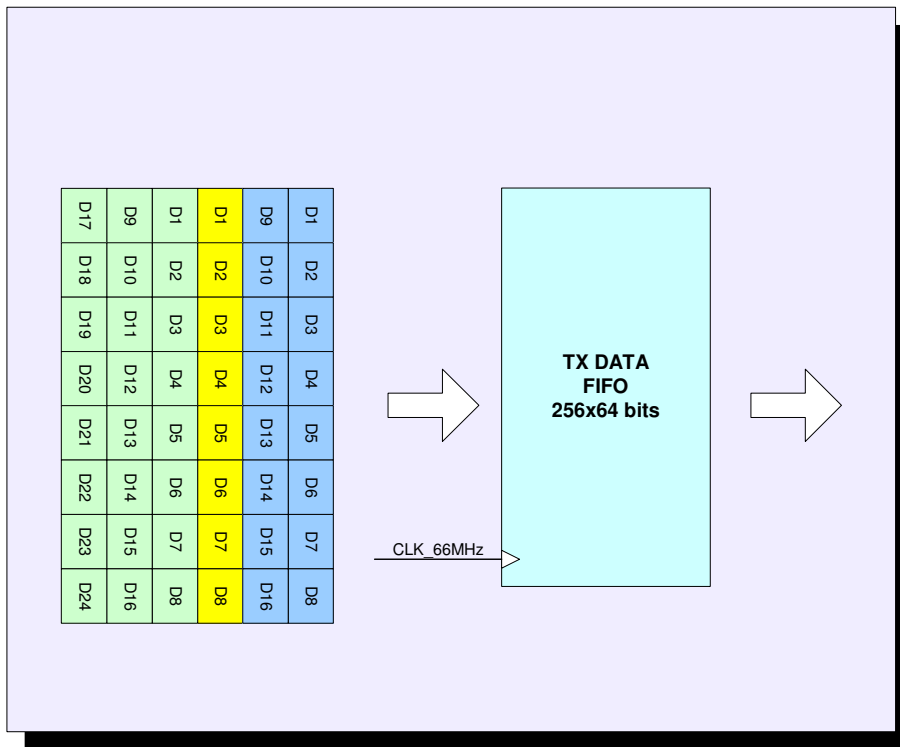 D17 D9 D1 D1 D9 D1
D18 D10 D2 D2 D10 D2
D19 D11 D3 D3 D11 D3
D20 D12 D4 D4 D12 D4
D21 D13 D5 D5 D13 D5
D22 D14 D6 D6 D14 D6
D23 D15 D7 D7 D15 D7
D24 D16 D8 D8 D16 D8
TX DATA
FIFO
256x64 bits
CLK_66MHz